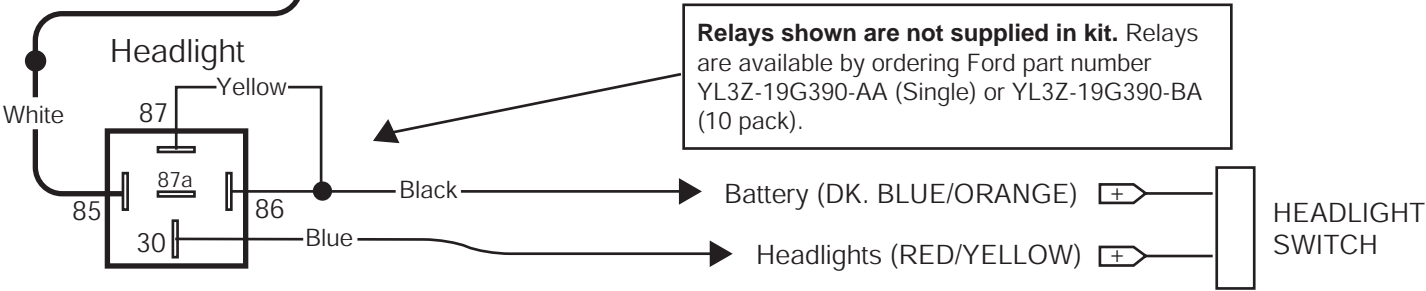 Relays shown are not supplied in kit. Relays
are available by ordering Ford part number
YL3Z-19G390-AA (Single) or YL3Z-19G390-BA
(10 pack).
Headlight
Yellow
White
87
87a
85
86
30
Black
Battery (DK. BLUE/ORANGE) +
Blue
Headlights (RED/YELLOW) +
HEADLIGHT
SWITCH